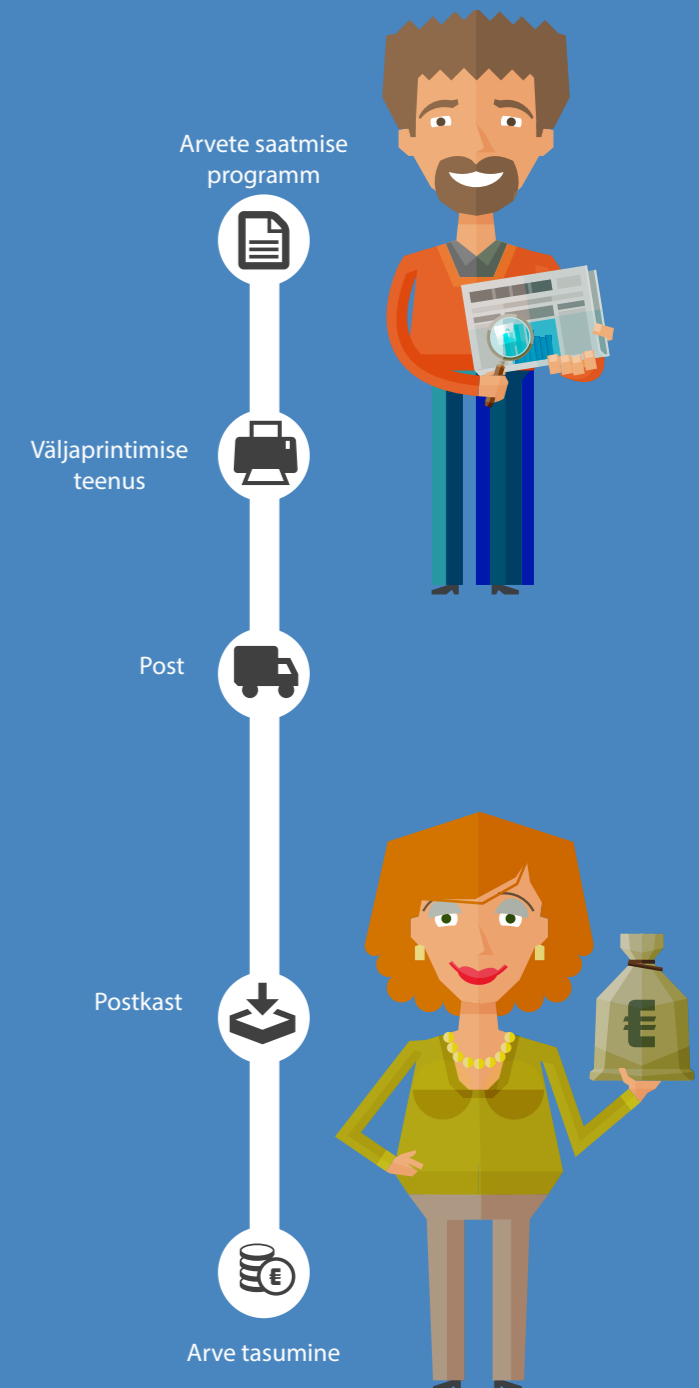 Arvete saatmise
programm
Väljaprintimise
teenus
Post
Postkast
€
€
Arve tasumine